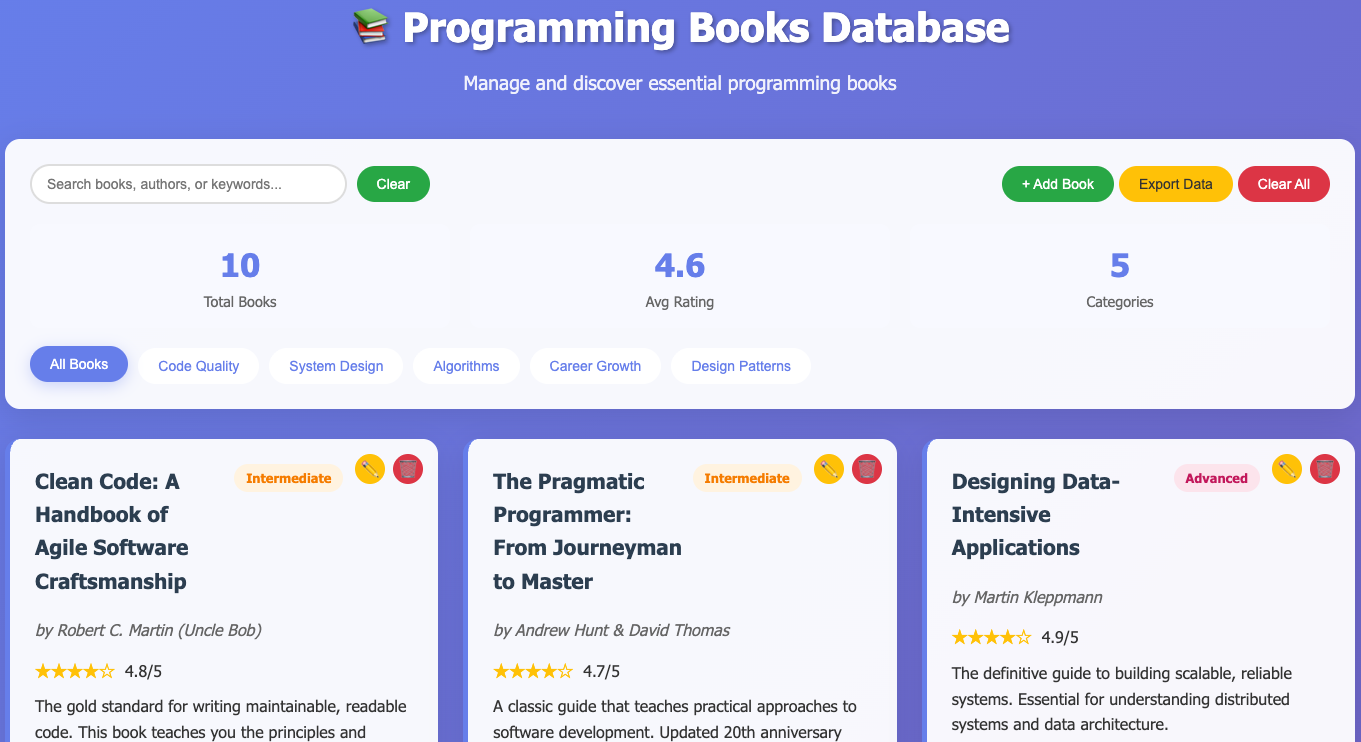 Programming Books Database
Manage and discover essential programming books
Search books, authors, or keywords...
Clear
+ Add Book
Export Data
Clear All
10
Total Books
4.6
Avg Rating
5
Categories
All Books
Code Quality
System Design
Algorithms
Career Growth
Design Patterns
Clean Code: A
Handbook of
Agile Software
Craftsmanship
Intermediate
by Robert C. Martin (Uncle Bob)
★★★★☆ 4.8/5
The gold standard for writing maintainable, readable
code. This book teaches you the principles and
The Pragmatic
Programmer:
From Journeyman
to Master
Intermediate
by Andrew Hunt & David Thomas
★★★★☆ 4.7/5
A classic guide that teaches practical approaches to
software development. Updated 20th anniversary
Designing Data-
Intensive
Applications
Advanced
by Martin Kleppmann
★★★★☆ 4.9/5
The definitive guide to building scalable, reliable
systems. Essential for understanding distributed
systems and data architecture.